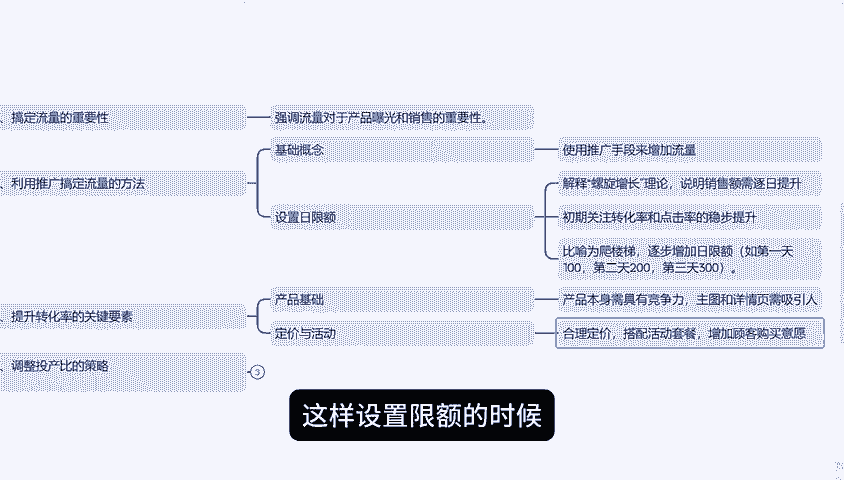 、搞定流量的重要性
强调流量对于产品曝光和销售的重要性。
、利用推广搞定流量的方法
基础概念
使用推广手段来增加流量
设置日限额
解释“螺旋增长”理论，说明销售额需逐日提升
初期关注转化率和点击率的稳步提升
比喻为爬楼梯，逐步增加日限额（如第一天
100，第二天200，第三天300）。
、提升转化率的关键要素
产品基础
产品本身需具有竞争力，主图和详情页需吸引人
定价与活动
合理定价，搭配活动套餐，增加顾客购买意愿
、调整投产比的策略
3
这样设置限额的时候